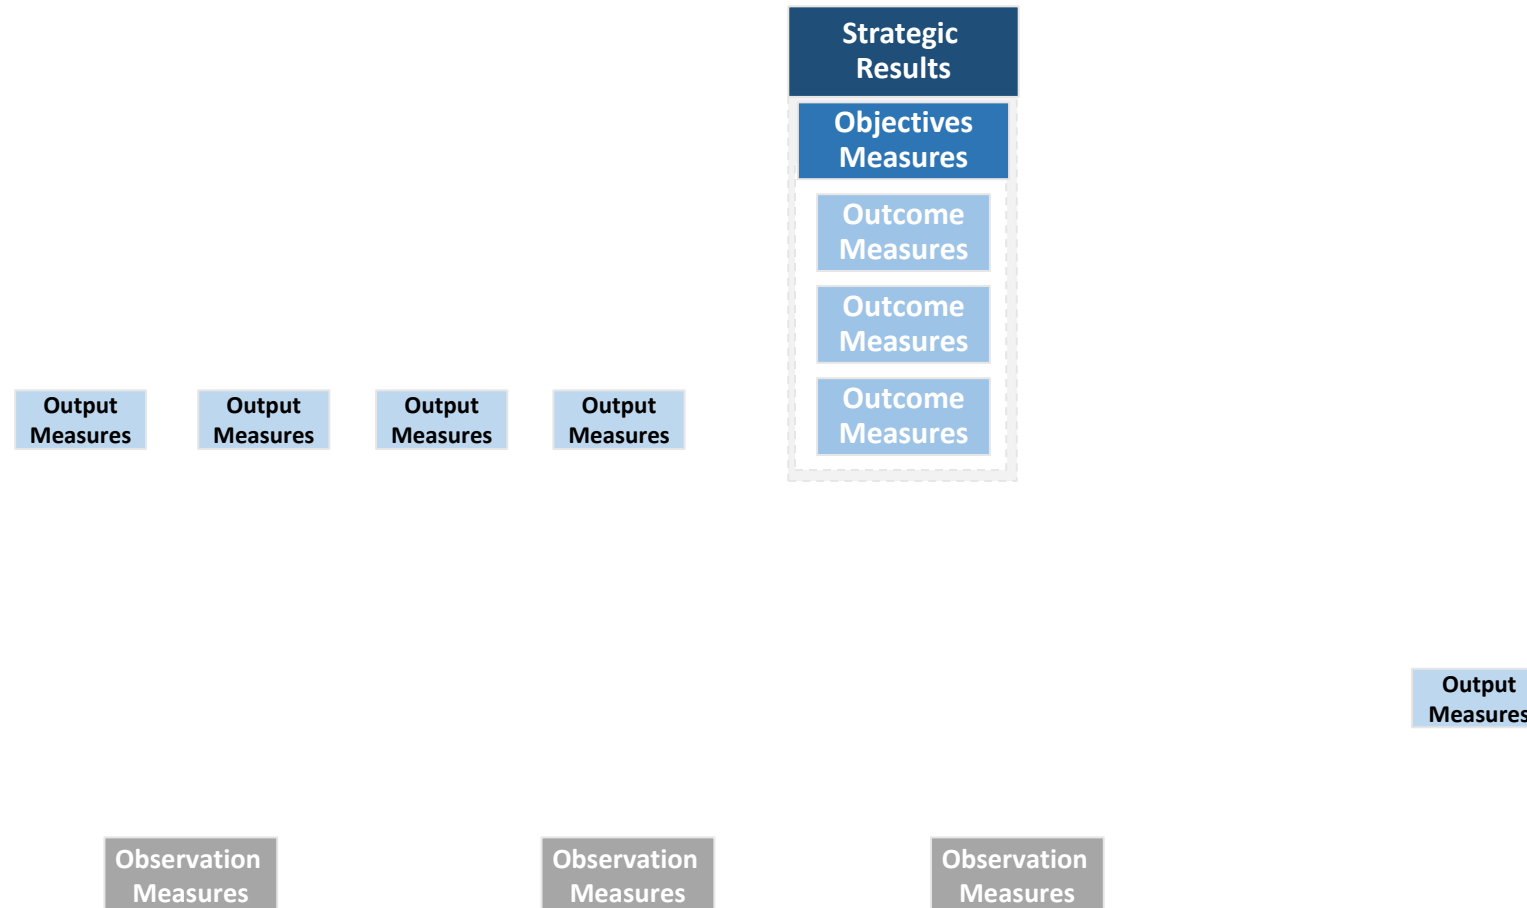 Strategic
Results
Objectives
Measures
Outcome
Measures
Outcome
Measures
Outcome
Measures
Output
Measures
Output
Measures
Output
Measures
Output
Measures
Output
Measures
Observation
Measures
Observation
Measures
Observation
Measures